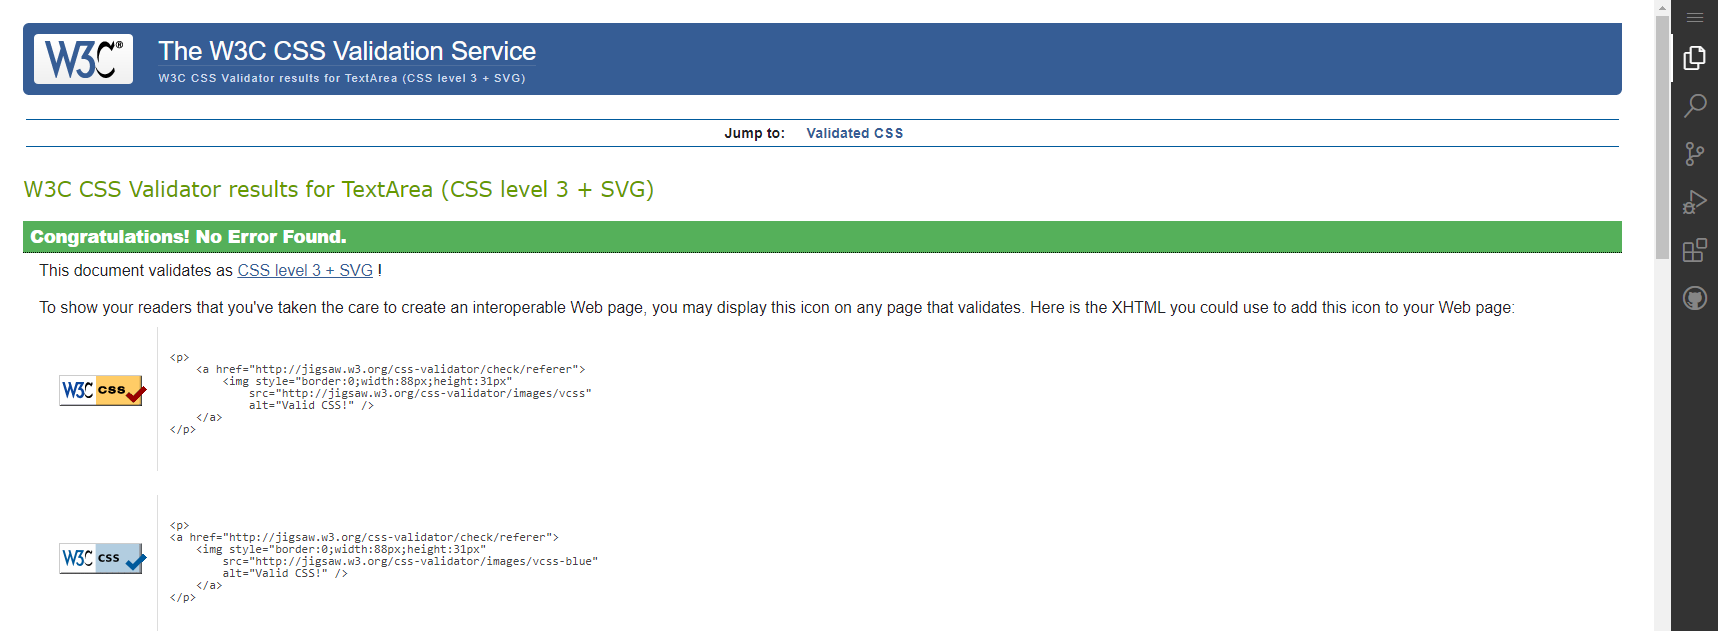 W3C®
The W3C CSS Validation Service
W3C CSS Validator results for TextArea (CSS level 3 + SVG)
Jump to: Validated CSS
W3C CSS Validator results for TextArea (CSS level 3 + SVG)
Congratulations! No Error Found.
This document validates as CSS level 3 + SVG !
To show your readers that you've taken the care to create an interoperable Web page, you may display this icon on any page that validates. Here is the XHTML you could use to add this icon to your Web page:
W3C css
<p>
<a href="http://jigsaw.w3.org/css-validator/check/referer">
<img style="border:0;width:88px;height:31px"
src="http://jigsaw.w3.org/css-validator/images/vcss"
alt="Valid CSS!" />
</a>
</p>
W3C css
<p>
<a href="http://jigsaw.w3.org/css-validator/check/referer">
<img style="border:0;width:88px;height:31px"
src="http://jigsaw.w3.org/css-validator/images/vcss-blue"
alt="Valid CSS!" />
</a>
</p>